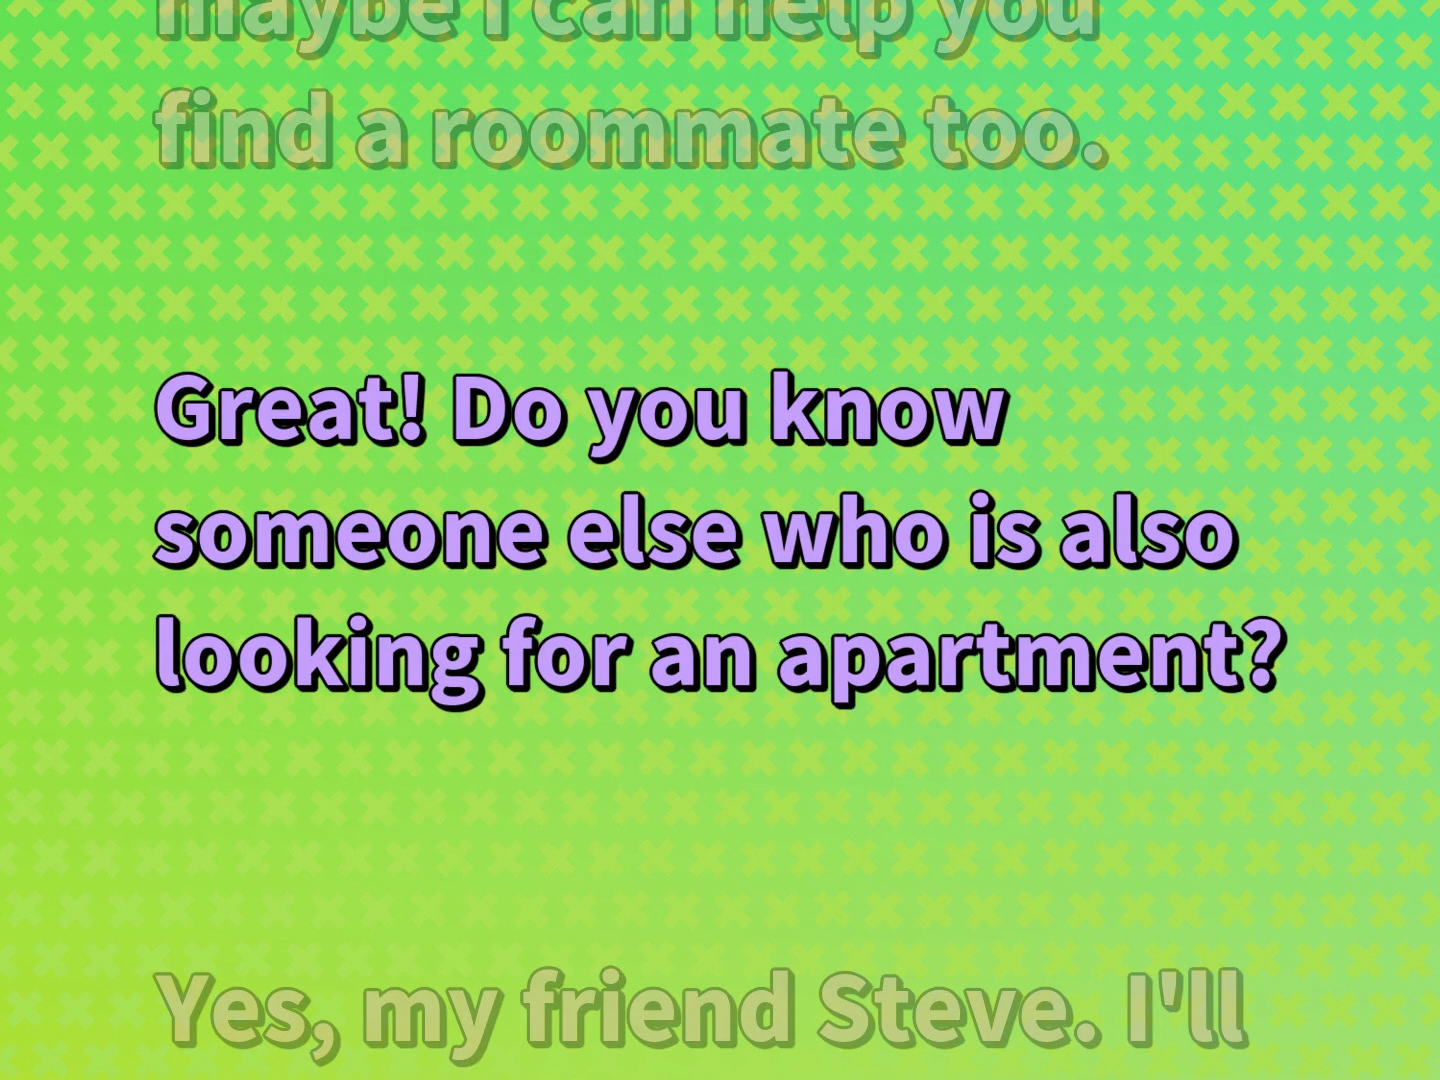 maybe I can help you
find a roommate too.
Great! Do you know
someone else who is also
looking for an apartment?
Yes, my friend Steve. I'll